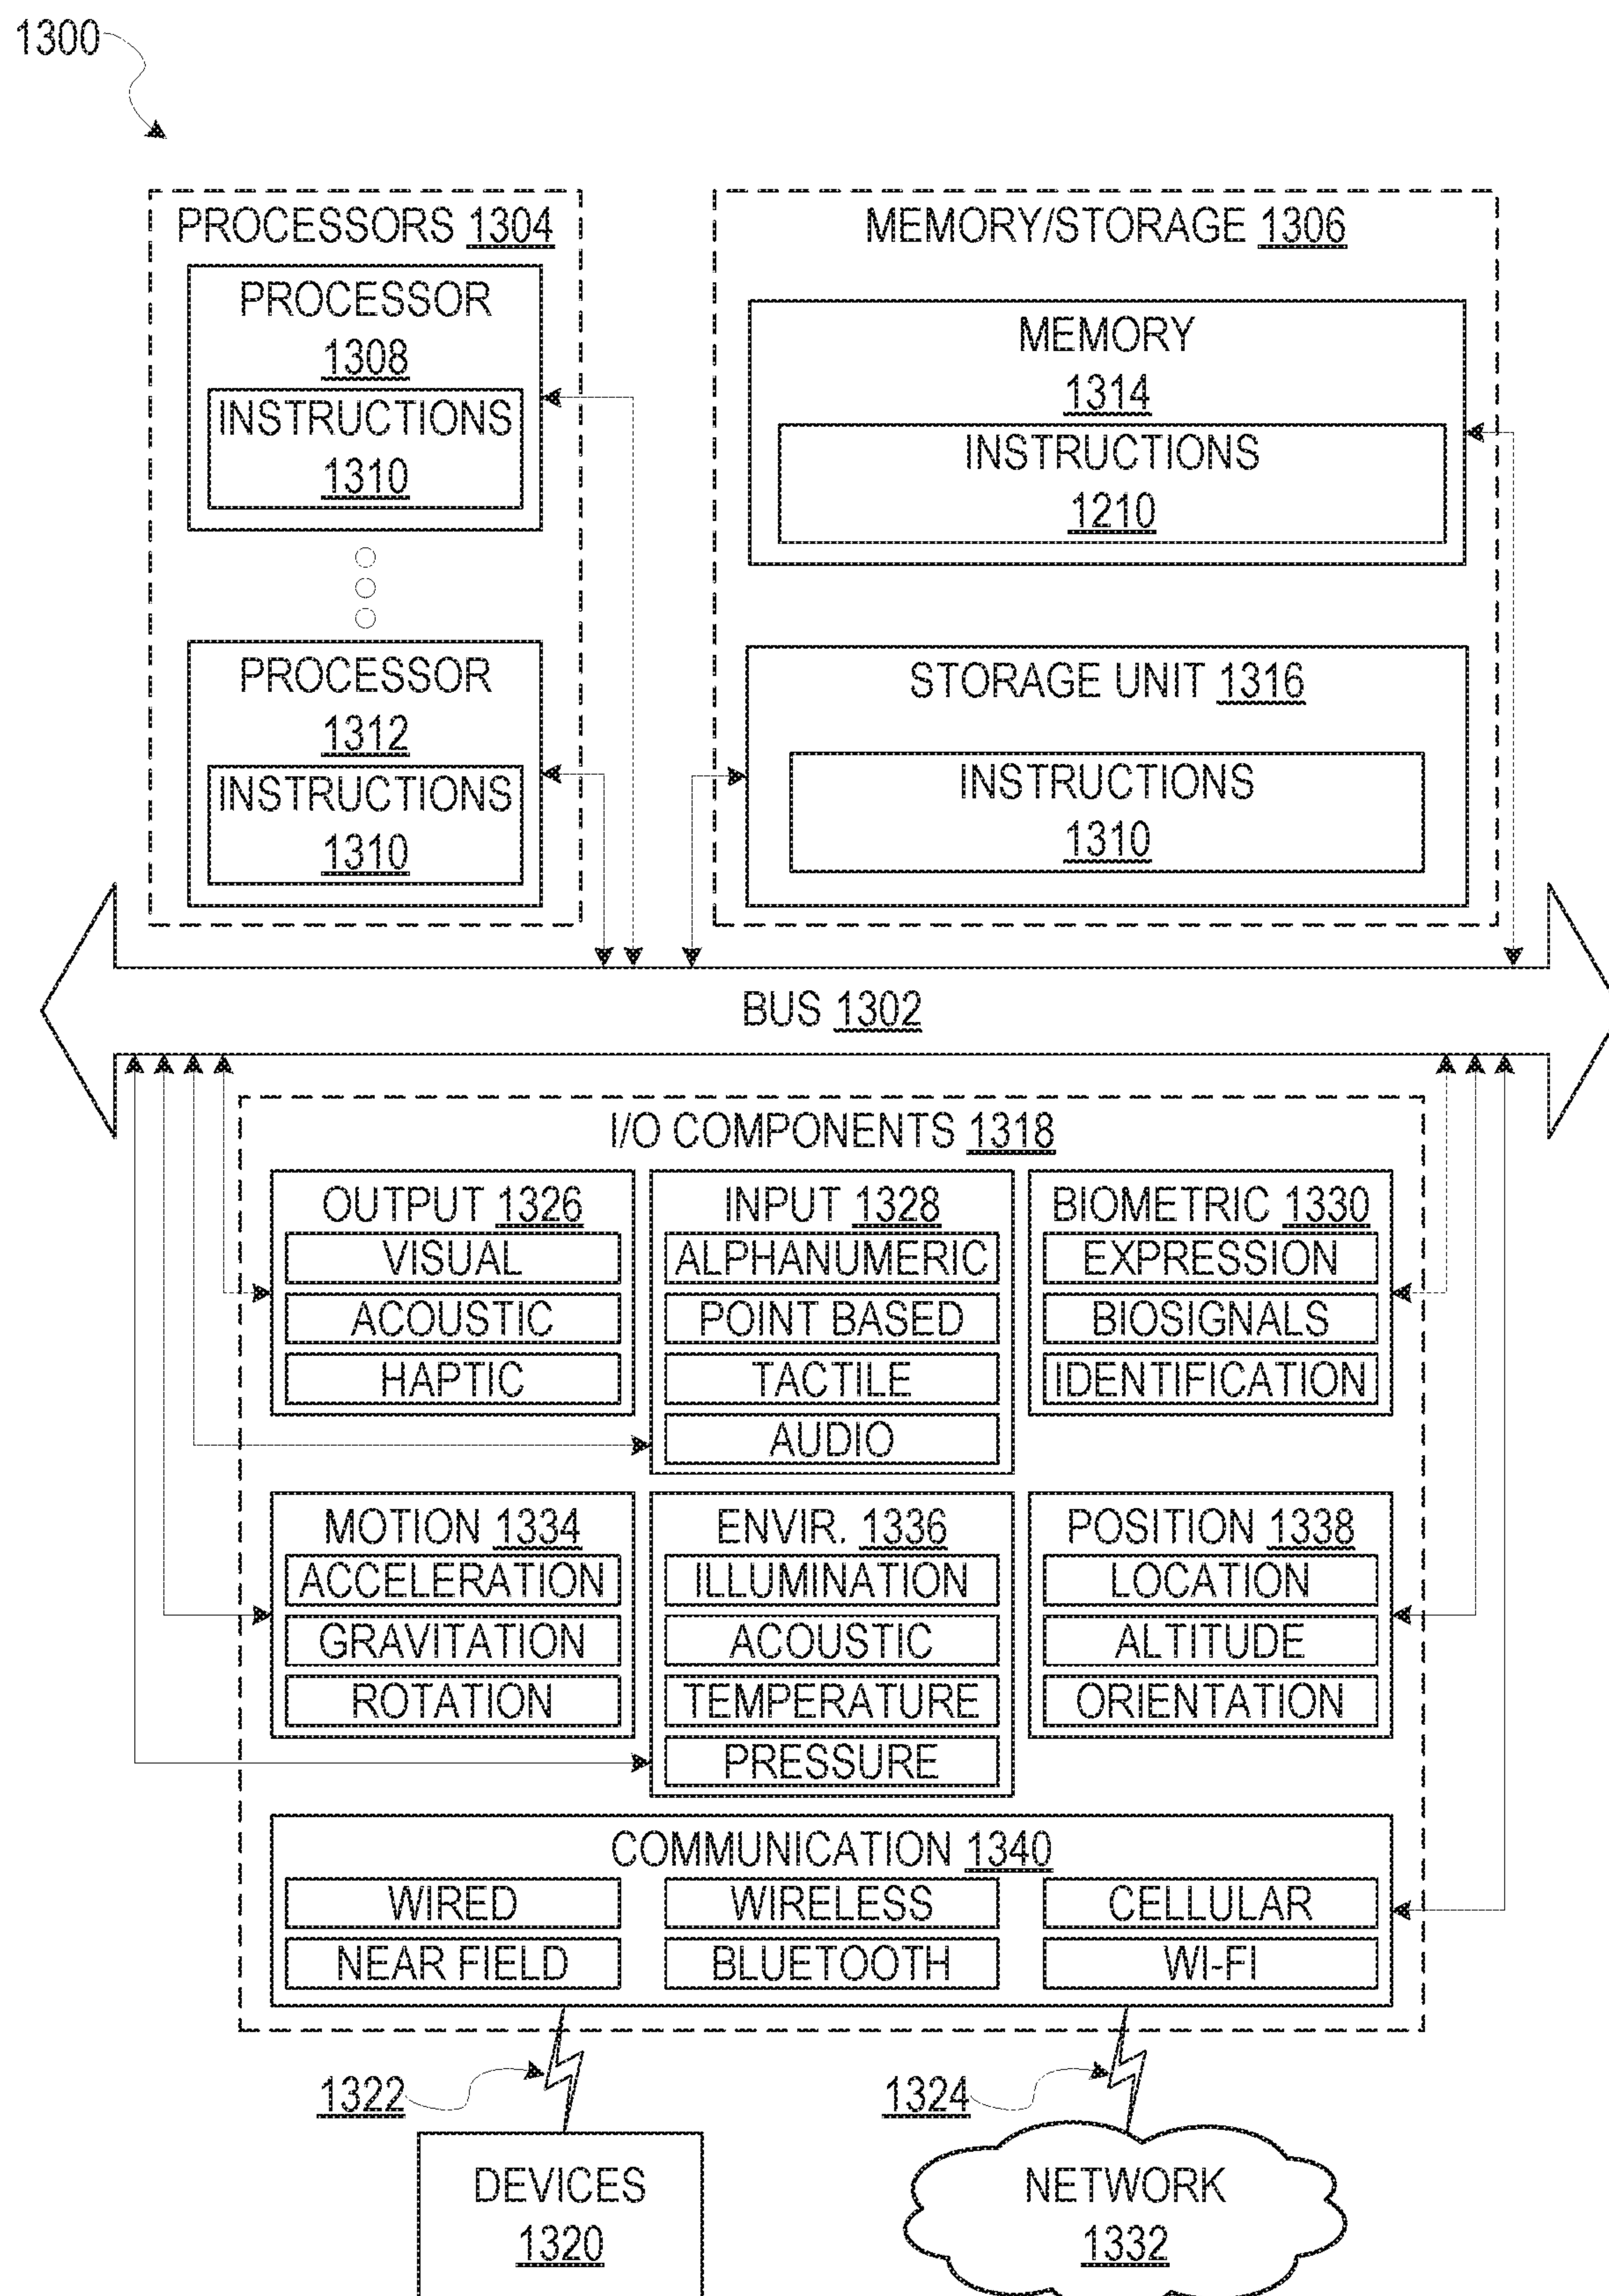 1300
PROCESSORS 1304
PROCESSOR
1308
INSTRUCTIONS
1310
PROCESSOR
1312
INSTRUCTIONS
1310
MEMORY/STORAGE 1306
MEMORY
1314
INSTRUCTIONS
1210
STORAGE UNIT 1316
INSTRUCTIONS
1310
BUS 1302
I/O COMPONENTS 1318
OUTPUT 1326
VISUAL
ACOUSTIC
HAPTIC
INPUT 1328
ALPHANUMERIC
POINT BASED
TACTILE
AUDIO
BIOMETRIC 1330
EXPRESSION
BIOSIGNALS
IDENTIFICATION
MOTION 1334
ACCELERATION
GRAVITATION
ROTATION
ENVIR. 1336
ILLUMINATION
ACOUSTIC
TEMPERATURE
PRESSURE
POSITION 1338
LOCATION
ALTITUDE
ORIENTATION
COMMUNICATION 1340
WIRED
WIRELESS
CELLULAR
NEAR FIELD
BLUETOOTH
WI-FI
1322
1324
DEVICES
1320
NETWORK
1332